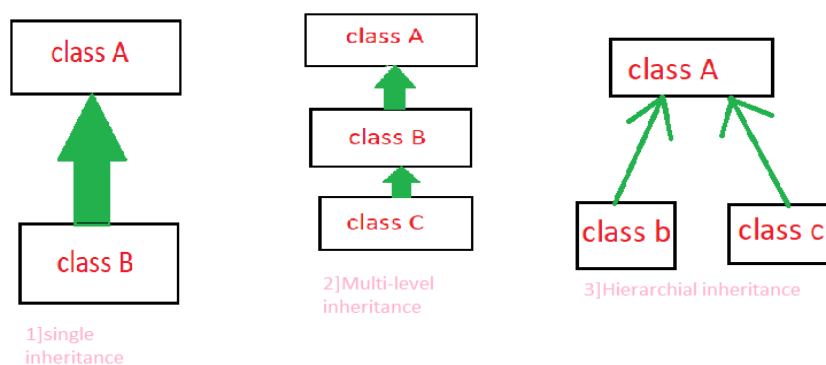 class A
class B
1]single
inheritance
class A
class B
class C
2]Multi-level
inheritance
class A
class b
class c
3]Hierarchial inheritance